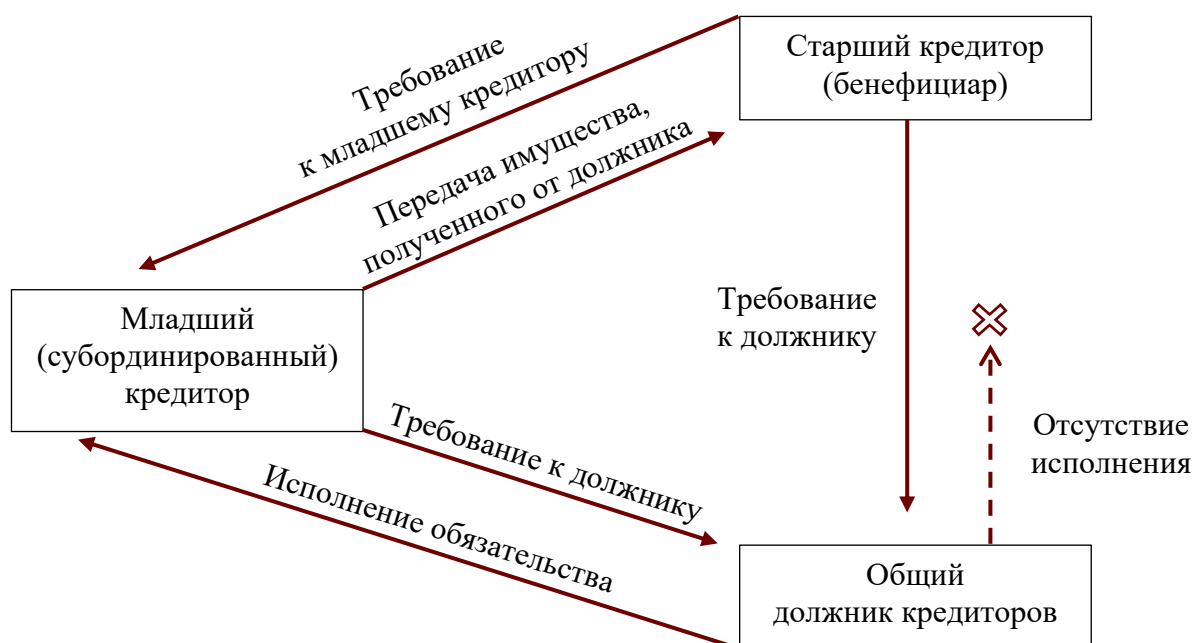 Старший кредитор
(бенефициар)
Требование
к младшему кредитору
Передача имущества,
полученного от должника
Младший
(субординированный)
кредитор
Требование
к должнику
Отсутствие
исполнения
Требование к должнику
Исполнение обязательства
Общий
должник кредиторов